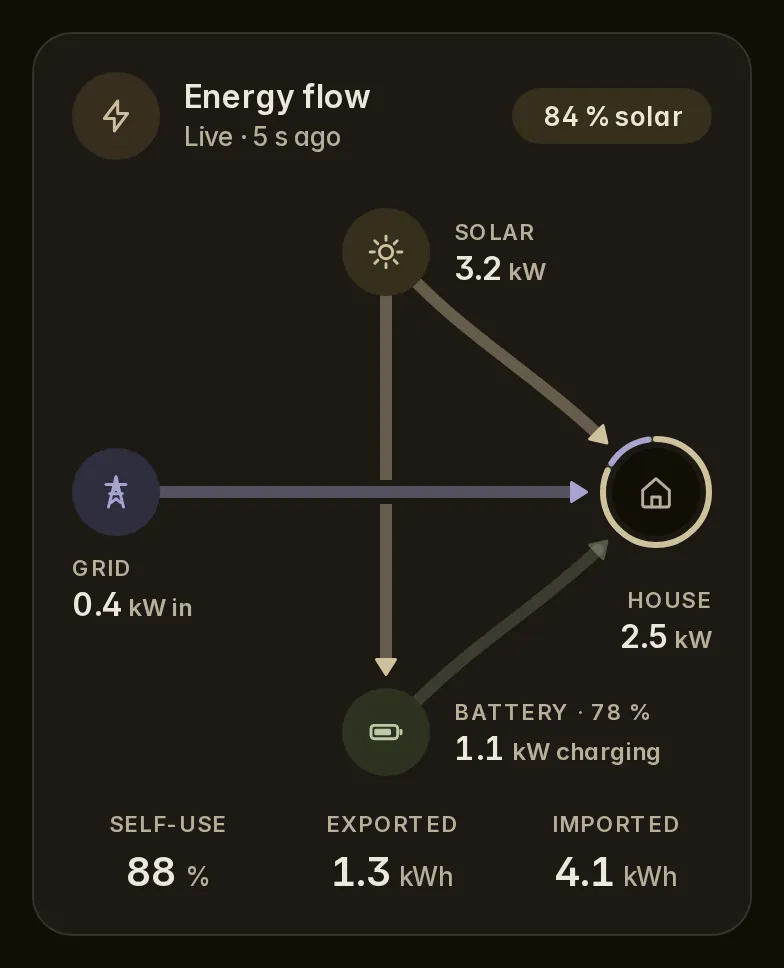 Energy flow
Live · 5 s ago
84 % solar
SOLAR
3.2 kW
GRID
0.4 kW in
HOUSE
2.5 kW
BATTERY · 78 %
1.1 kW charging
SELF-USE
88 %
EXPORTED
1.3 kWh
IMPORTED
4.1 kWh